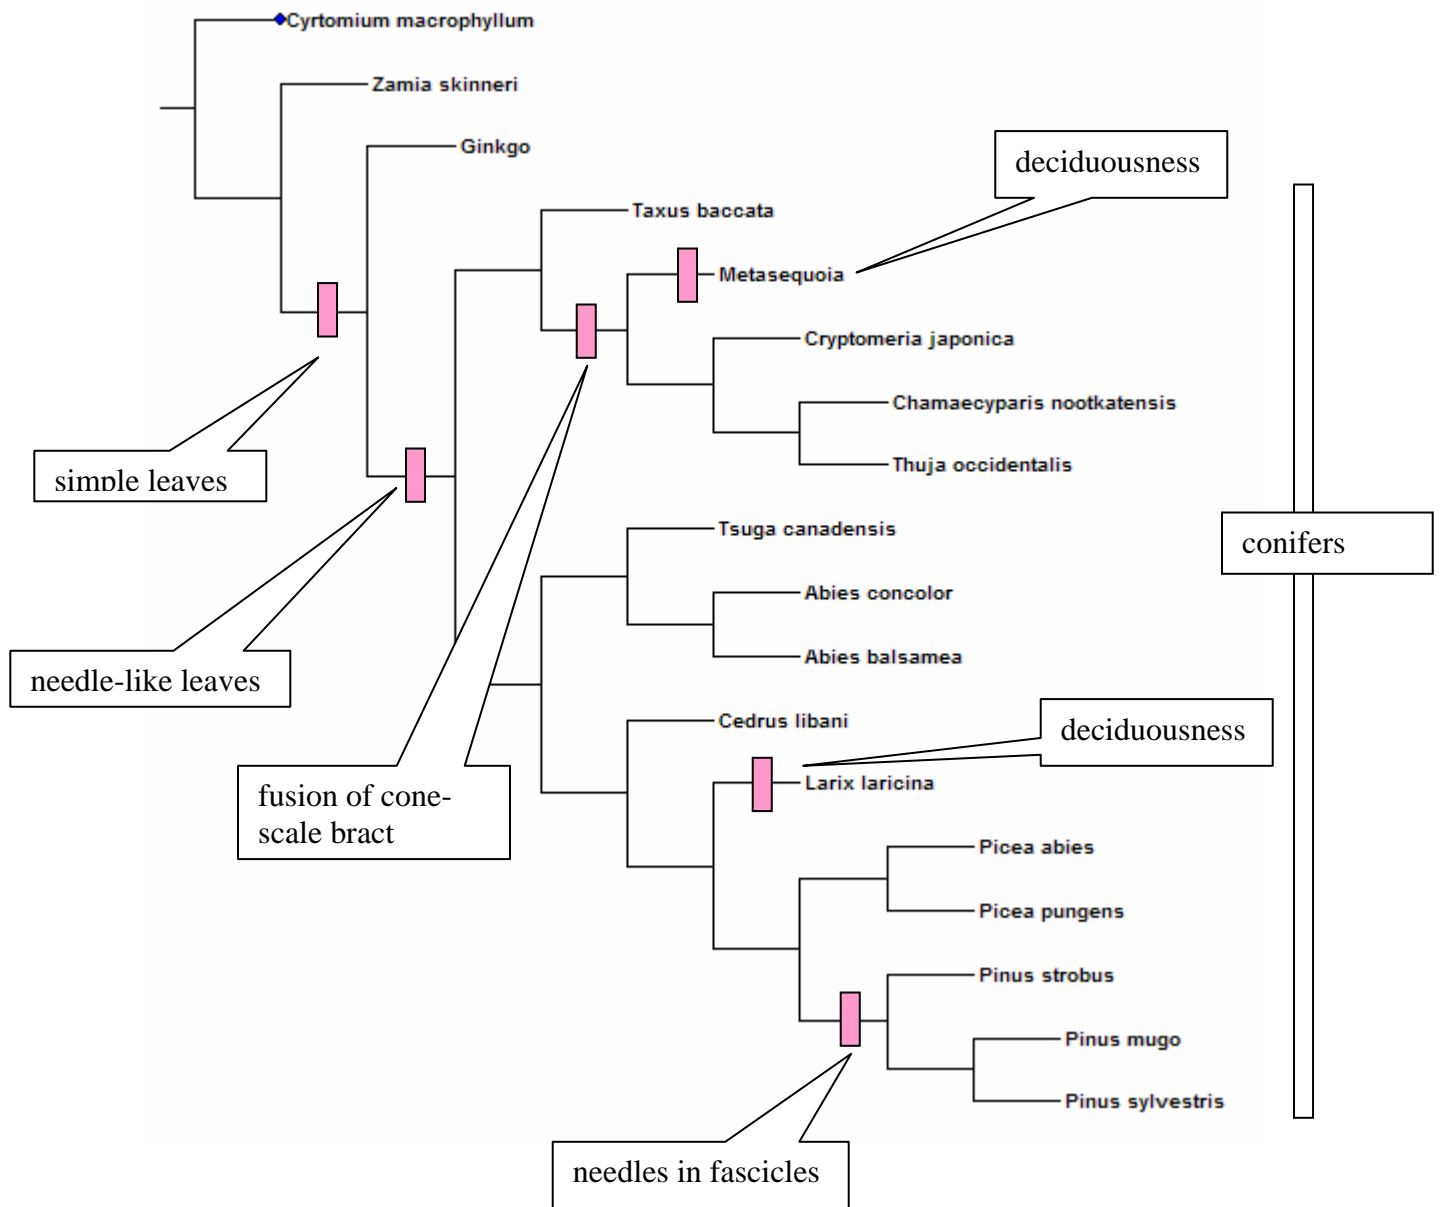 Cyrtomium macrophyllum
Zamia skinneri
Ginkgo
deciduousness
Taxus baccata
Metasequoia
Cryptomeria japonica
Chamaecyparis nootkatensis
Thuja occidentalis
simple leaves
Tsuga canadensis
conifers
Abies concolor
Abies balsamea
needle-like leaves
Cedrus libani
deciduousness
Larix laricina
fusion of cone-
scale bract
Picea abies
Picea pungens
Pinus strobus
Pinus mugo
Pinus sylvestris
needles in fascicles